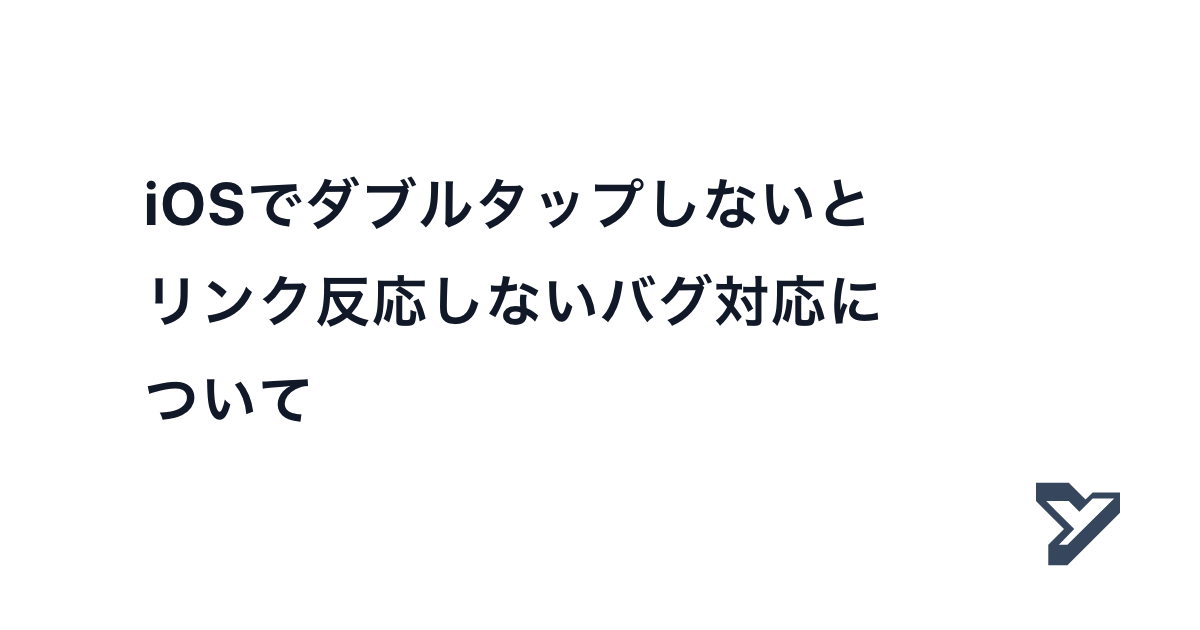 iOSでダブルタップしないと
リンク反応しないバグ対応に
ついて